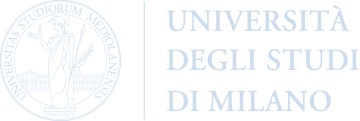 UNIVERSITAS STUDIORUM MEDIOLANENSIS
UNIVERSITÀ
DEGLI STUDI
DI MILANO